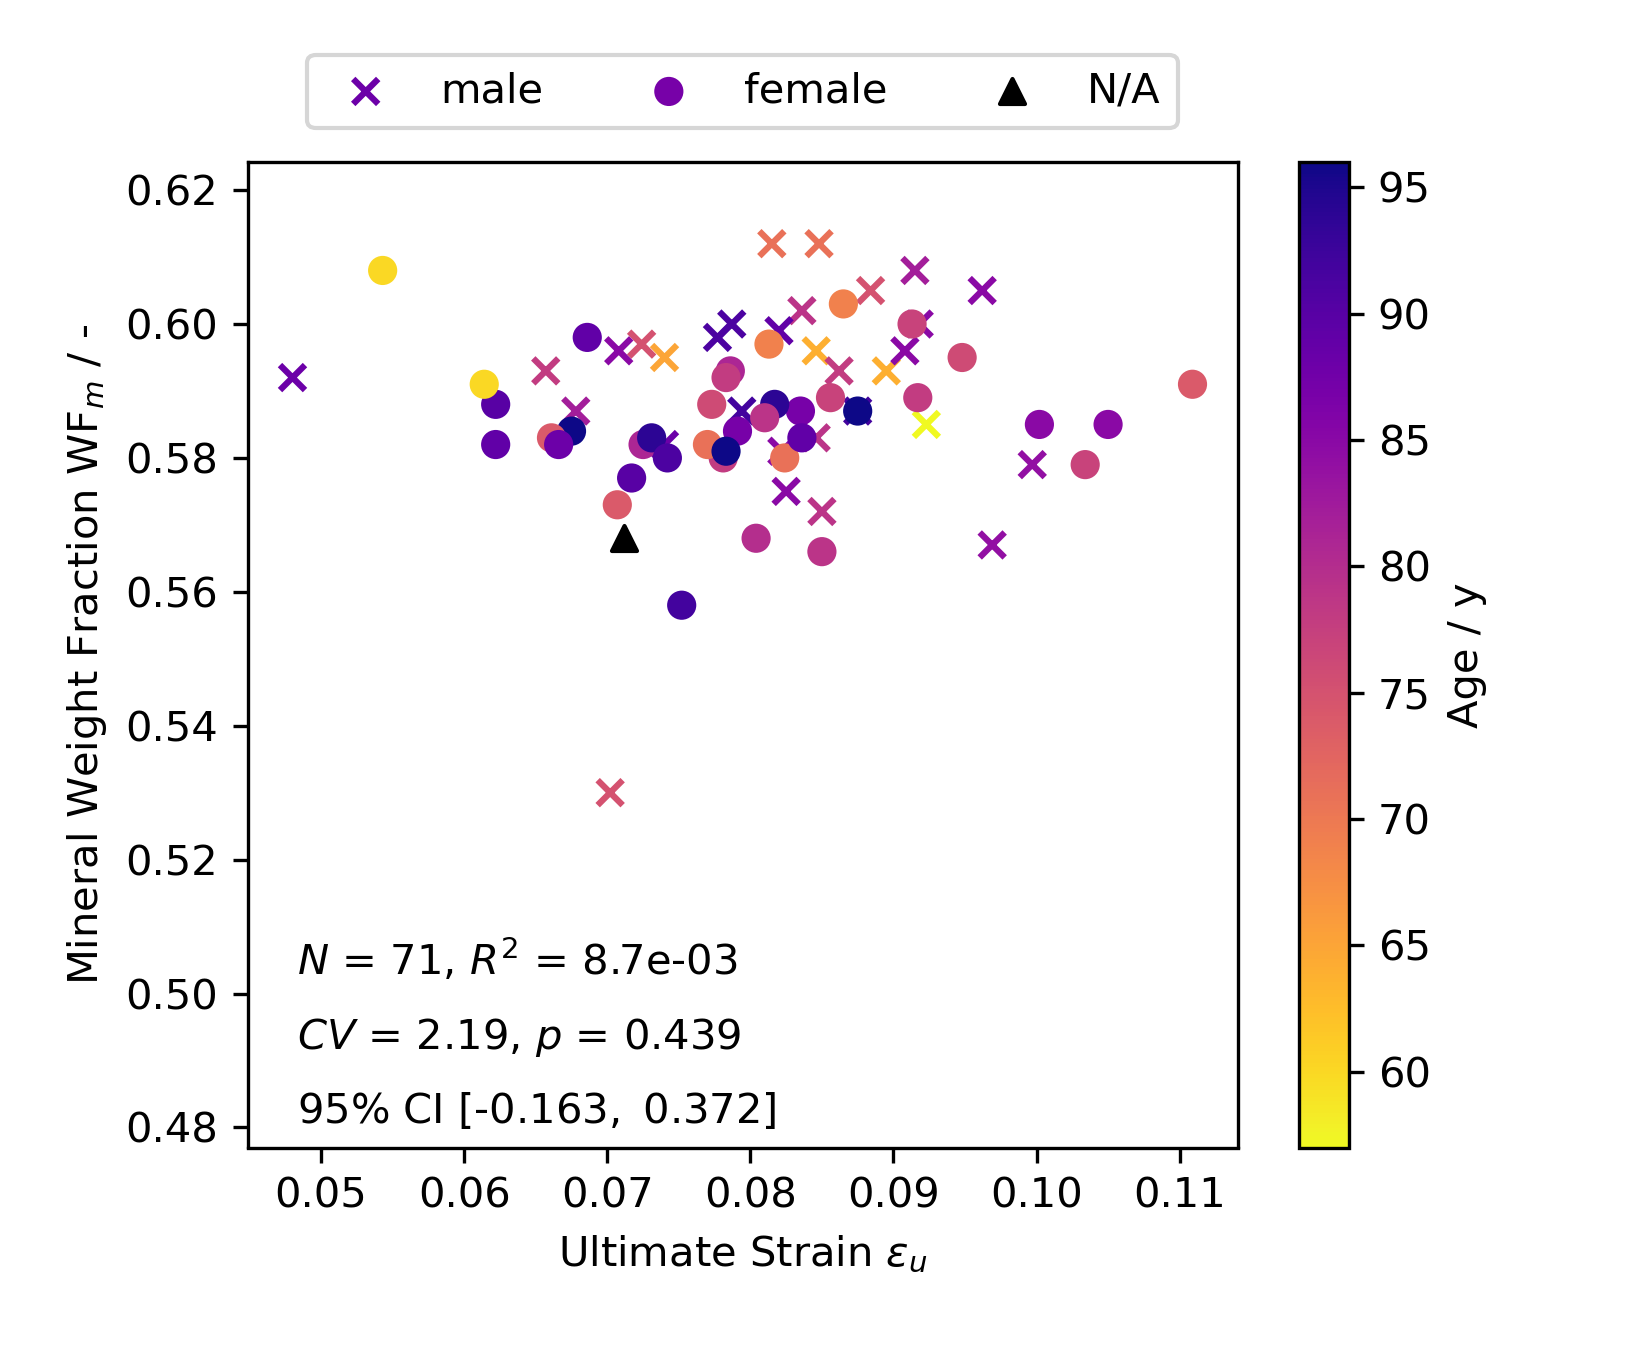 male female N/A
0.62
0.60
0.58
0.56
0.54
0.52
0.50
0.48
Mineral Weight Fraction WFₘ / -
N = 71, R² = 8.7e-03
CV = 2.19, p = 0.439
95% CI [-0.163, 0.372]
0.05 0.06 0.07 0.08 0.09 0.10 0.11
Ultimate Strain εᵤ
95
90
85
80
75
70
65
60
Age / y